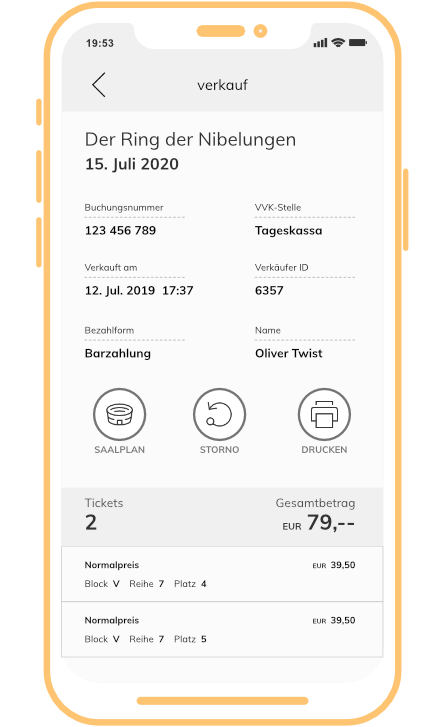 19:53
verkauf
Der Ring der Nibelungen
15. Juli 2020
Buchungsnummer VVK-Stelle
123 456 789 Tageskassa
Verkauft am Verkäufer ID
12. Jul. 2019 17:37 6357
Bezahlform Name
Barzahlung Oliver Twist
SAALPLAN STORNO DRUCKEN
Tickets Gesamtbetrag
2 EUR 79,--
Normalpreis EUR 39,50
Block V Reihe 7 Platz 4
Normalpreis EUR 39,50
Block V Reihe 7 Platz 5